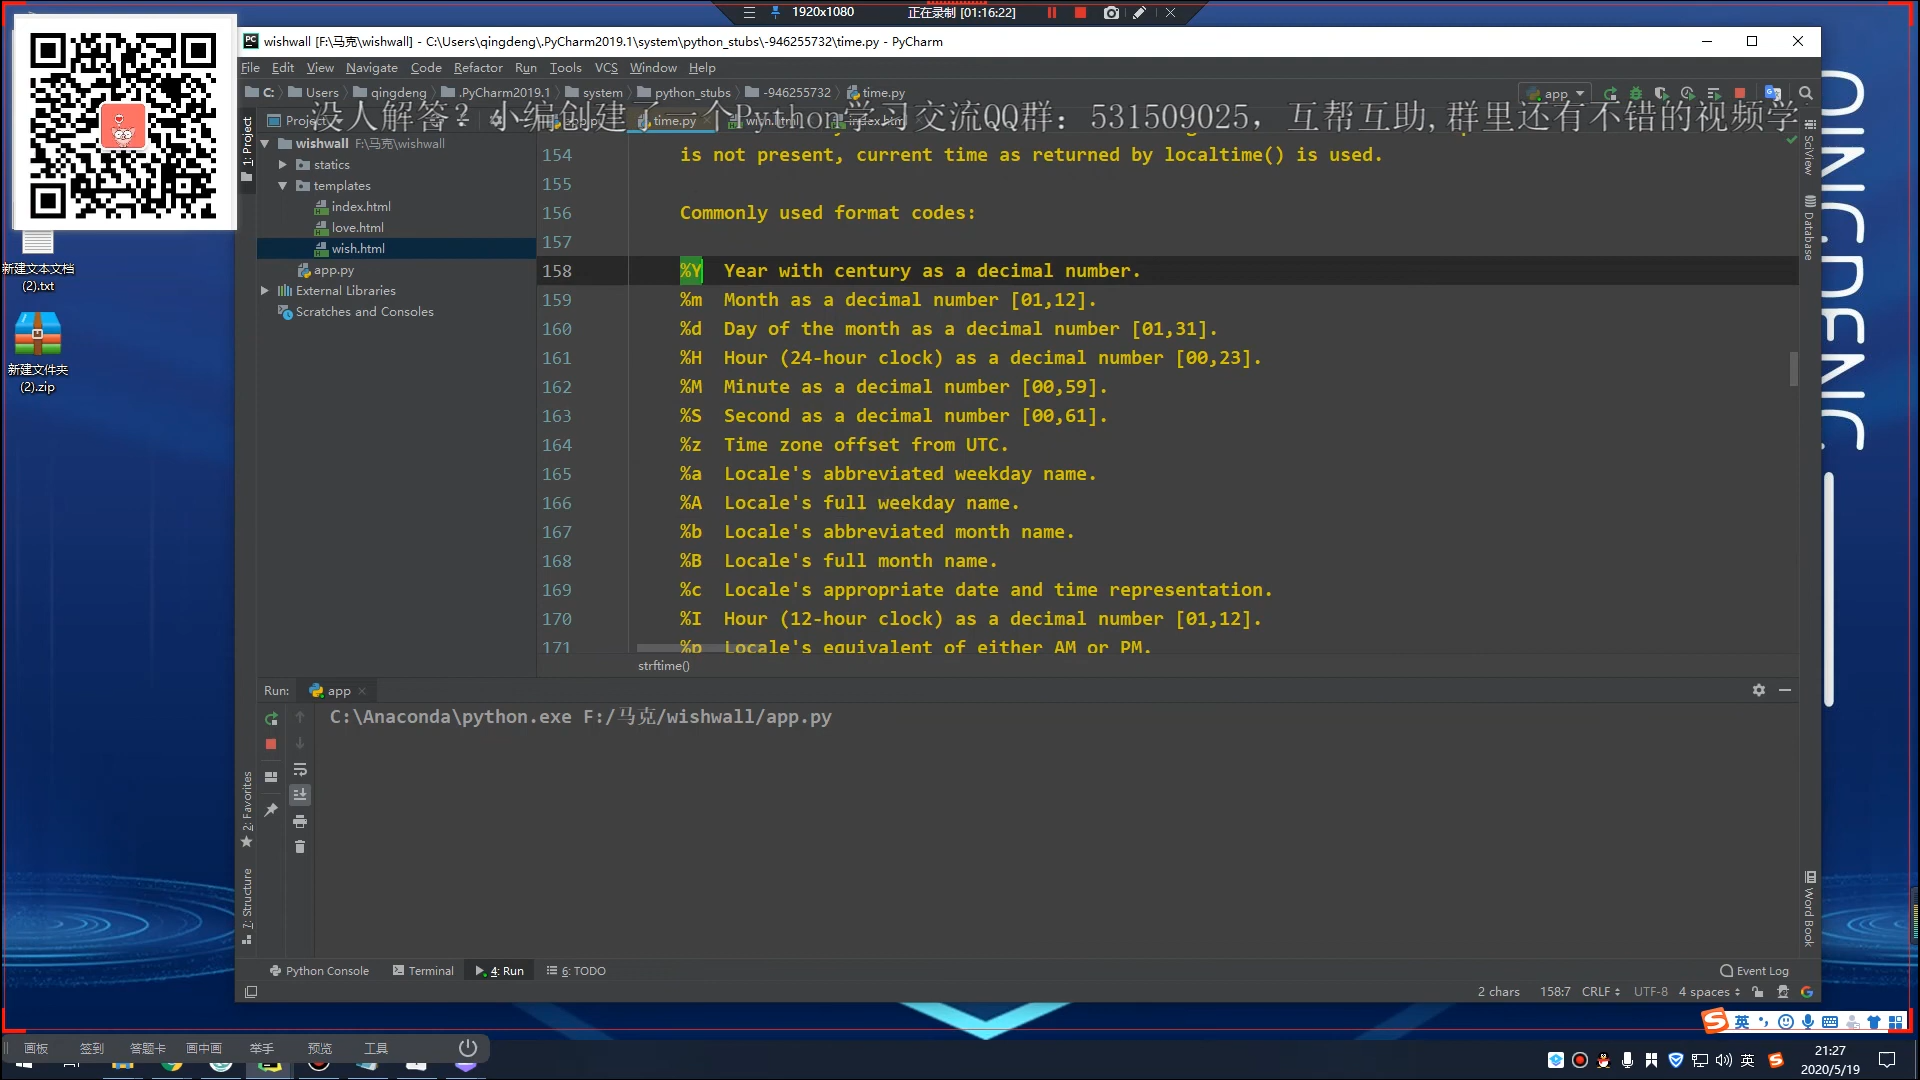 1920x1080
正在录制 [01:16:22]
wishwall [F:\马克\wishwall] - C:\Users\qingdeng\.PyCharm2019.1\system\python_stubs\-946255732\time.py - PyCharm
File Edit View Navigate Code Refactor Run Tools VCS Window Help
C: Users qingdeng .PyCharm2019.1 system python_stubs -946255732 time.py
app
没人解答？小编创建了一个Python学习交流QQ群：531509025，互帮互助,群里还有不错的视频学
Project
time.py
1: Project
wishwall F:\马克\wishwall
statics
templates
index.html
love.html
wish.html
app.py
External Libraries
Scratches and Consoles
154 is not present, current time as returned by localtime() is used.
155
156 Commonly used format codes:
157
158 %Y Year with century as a decimal number.
159 %m Month as a decimal number [01,12].
160 %d Day of the month as a decimal number [01,31].
161 %H Hour (24-hour clock) as a decimal number [00,23].
162 %M Minute as a decimal number [00,59].
163 %S Second as a decimal number [00,61].
164 %z Time zone offset from UTC.
165 %a Locale's abbreviated weekday name.
166 %A Locale's full weekday name.
167 %b Locale's abbreviated month name.
168 %B Locale's full month name.
169 %c Locale's appropriate date and time representation.
170 %I Hour (12-hour clock) as a decimal number [01,12].
171 %p Locale's equivalent of either AM or PM.
strftime()
SciView
Database
Word Book
QINGDENG
新建文本文档
(2).txt
新建文件夹
(2).zip
Run: app
C:\Anaconda\python.exe F:/马克/wishwall/app.py
2: Favorites
7: Structure
Python Console Terminal 4: Run 6: TODO
Event Log
2 chars 158:7 CRLF UTF-8 4 spaces
英
画板 签到 答题卡 画中画 举手 预览 工具
英
21:27
2020/5/19